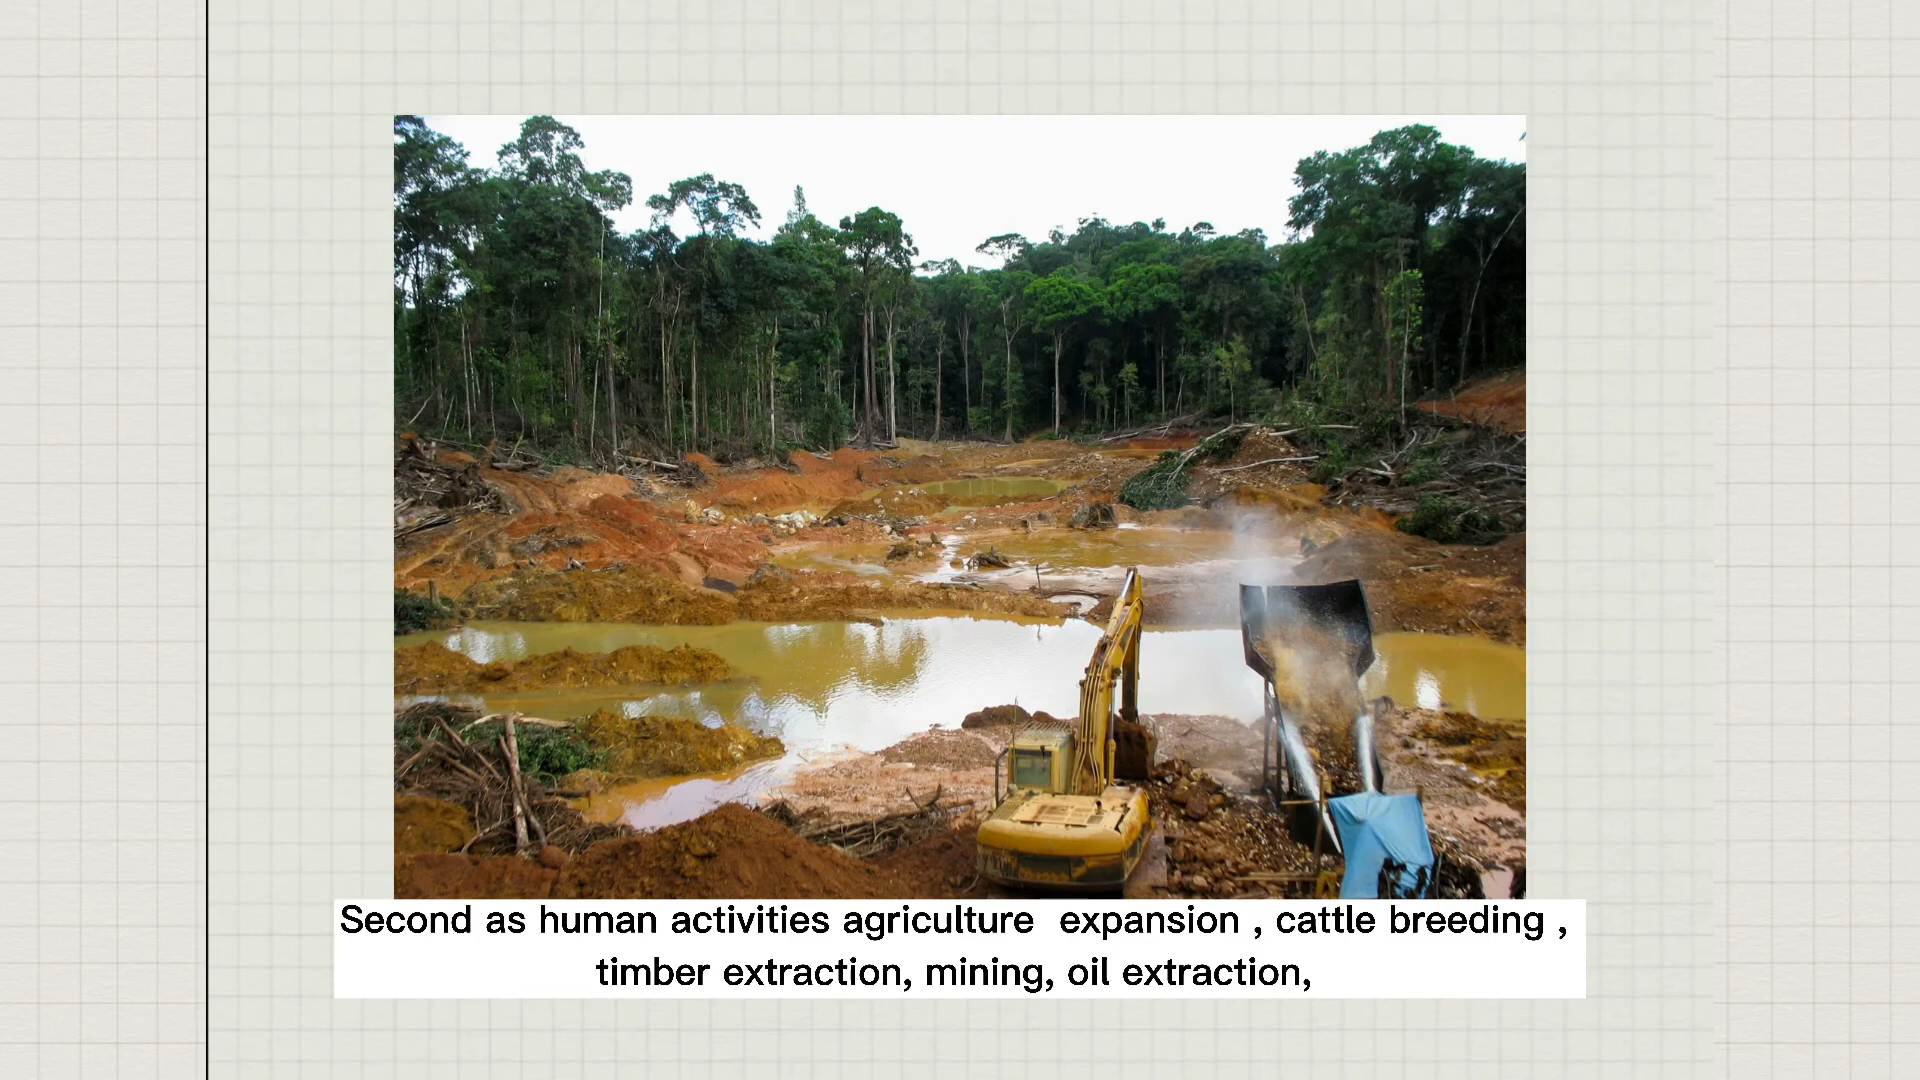 Second as human activities agriculture  expansion , cattle breeding ,
timber extraction, mining, oil extraction,